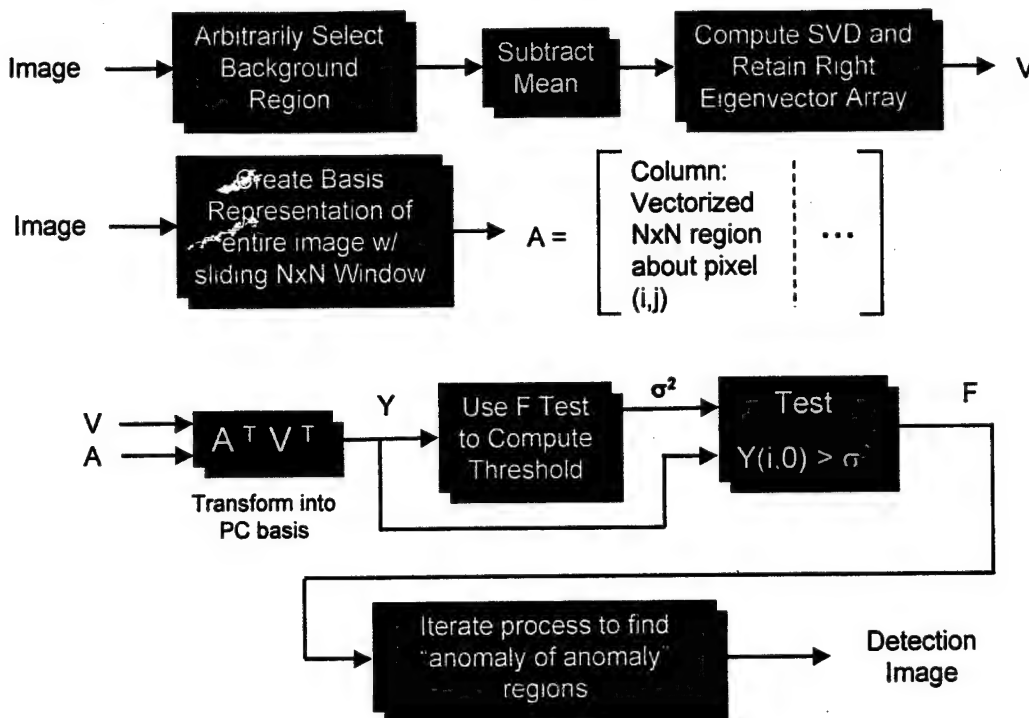 Image
Arbitrarily Select
Background
Region
Subtract
Mean
Compute SVD and
Retain Right
Eigenvector Array
V
Image
Create Basis
Representation of
entire image w/
sliding NxN Window
A =
Column:
Vectorized
NxN region
about pixel
(i,j)
...
V
A
A T V T
Transform into
PC basis
Y
Use F Test
to Compute
Threshold
σ²
Test
Y(i,0) > σ
F
Iterate process to find
"anomaly of anomaly"
regions
Detection
Image